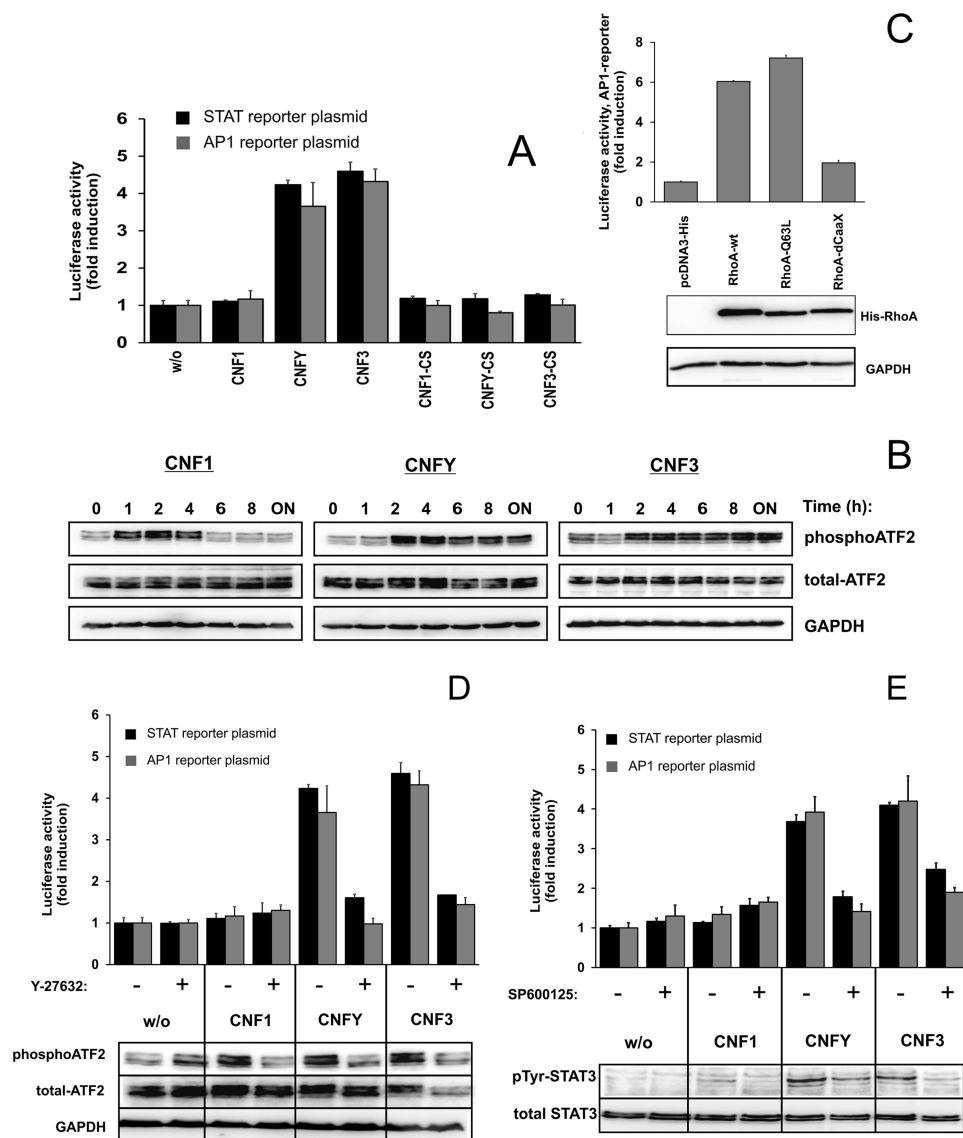 A
STAT reporter plasmid
AP1 reporter plasmid
Luciferase activity
(fold induction)
6
5
4
3
2
1
0
w/o
CNF1
CNFY
CNF3
CNF1-CS
CNFY-CS
CNF3-CS
C
Luciferase activity, AP1-reporter
(fold induction)
8
6
4
2
0
pcDNA3-His
RhoA-wt
RhoA-Q63L
RhoA-dCaaX
His-RhoA
GAPDH
B
CNF1 CNFY CNF3
0 1 2 4 6 8 ON 0 1 2 4 6 8 ON 0 1 2 4 6 8 ON Time (h):
phosphoATF2
total-ATF2
GAPDH
D
STAT reporter plasmid
AP1 reporter plasmid
Luciferase activity
(fold induction)
6
5
4
3
2
1
0
Y-27632: - + - + - + - +
w/o CNF1 CNFY CNF3
phosphoATF2
total-ATF2
GAPDH
E
STAT reporter plasmid
AP1 reporter plasmid
Luciferase activity
(fold induction)
6
5
4
3
2
1
0
SP600125: - + - + - + - +
w/o CNF1 CNFY CNF3
pTyr-STAT3
total STAT3